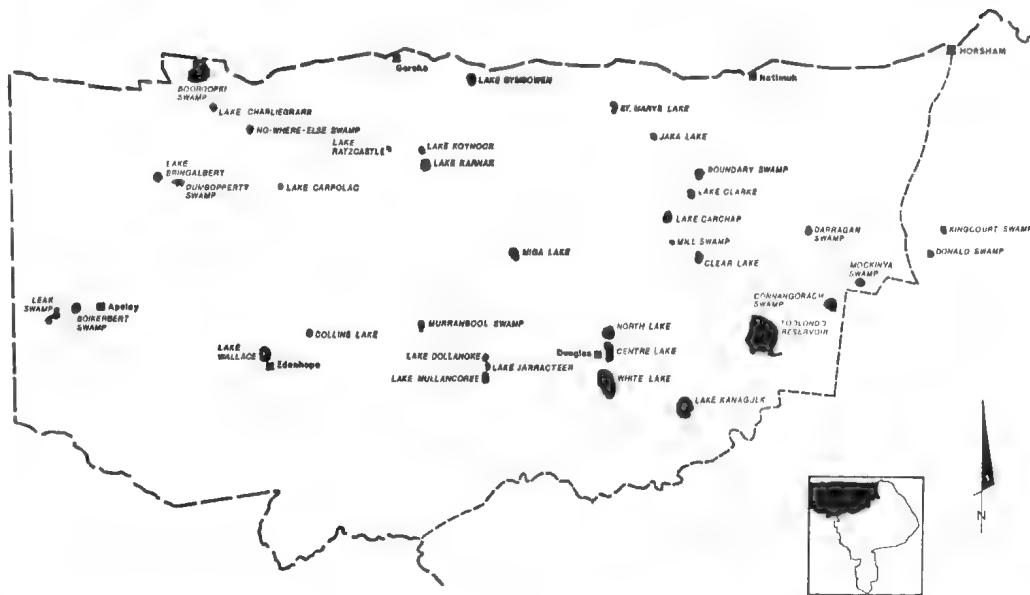 HORSHAM
Goroke
Natimuk
LAKE BYMBOWEN
BOOROOPKI
SWAMP
LAKE CHARLIEGRARK
ST. MARYS LAKE
NO-WHERE-ELSE SWAMP
JAKA LAKE
LAKE
RATZCASTLE
LAKE KOYNOCK
LAKE KARNAK
BOUNDARY SWAMP
LAKE
BRINGALBERT
DUMBOPPERTY
SWAMP
LAKE CARPOLAC
LAKE CLARKE
LAKE CARCHAP
DARRAGAN
SWAMP
KINGCOURT SWAMP
MILL SWAMP
MIGA LAKE
CLEAR LAKE
DONALD SWAMP
MOCKINYA
SWAMP
LEAK
SWAMP
Apsley
BOIKERBERT
SWAMP
CONNANGORACH
SWAMP
TOOLONDO
RESERVOIR
COLLINS LAKE
MURRANBOOL SWAMP
NORTH LAKE
LAKE
WALLACE
Edenhope
LAKE COLLANOKE
Douglas
CENTRE LAKE
LAKE JARRACTEER
LAKE MULLANCOREE
WHITE LAKE
LAKE KANAGULK
N